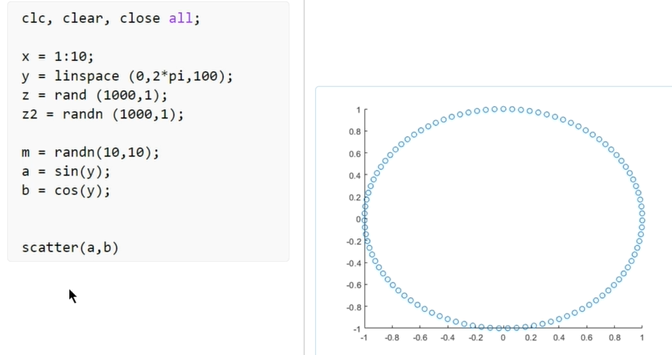 clc, clear, close all;
x = 1:10;
y = linspace (0,2*pi,100);
z = rand (1000,1);
z2 = randn (1000,1);
m = randn(10,10);
a = sin(y);
b = cos(y);
scatter(a,b)
1
0.8
0.6
0.4
0.2
0
-0.2
-0.4
-0.6
-0.8
-1
-1 -0.8 -0.6 -0.4 -0.2 0 0.2 0.4 0.6 0.8 1